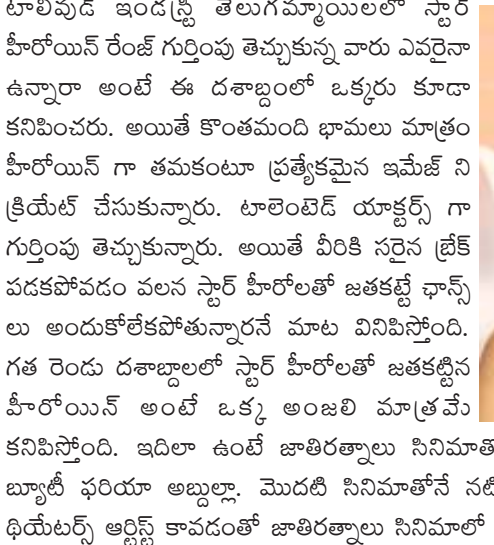 టాలీవుడ్ ఇండస్ట్రీ తెలుగమ్మాయిలలో స్టార్
హీరోయిన్ రేంజ్ గుర్తింపు తెచ్చుకున్న వారు ఎవరైనా
ఉన్నారా అంటే ఈ దశాబ్దంలో ఒక్కరు కూడా
కనిపించరు. అయితే కొంతమంది భామలు మాత్రం
హీరోయిన్ గా తమకంటూ ప్రత్యేకమైన ఇమేజ్ ని
క్రియేట్ చేసుకున్నారు. టాలెంటెడ్ యాక్టర్స్ గా
గుర్తింపు తెచ్చుకున్నారు. అయితే వీరికి సరైన బ్రేక్
పడకపోవడం వలన స్టార్ హీరోలతో జతకట్టే ఛాన్స్
లు అందుకోలేకపోతున్నారనే మాట వినిపిస్తోంది.
గత రెండు దశాబ్దాలలో స్టార్ హీరోలతో జతకట్టిన
హీరోయిన్ అంటే ఒక్క అంజలి మాత్రమే
కనిపిస్తోంది. ఇదిలా ఉంటే జాతిరత్నాలు సినిమాతో
బ్యూటీ ఫరియా అబ్దుల్లా. మొదటి సినిమాతోనే నటి
థియేటర్స్ ఆర్టిస్ట్ కావడంతో జాతిరత్నాలు సినిమాలో